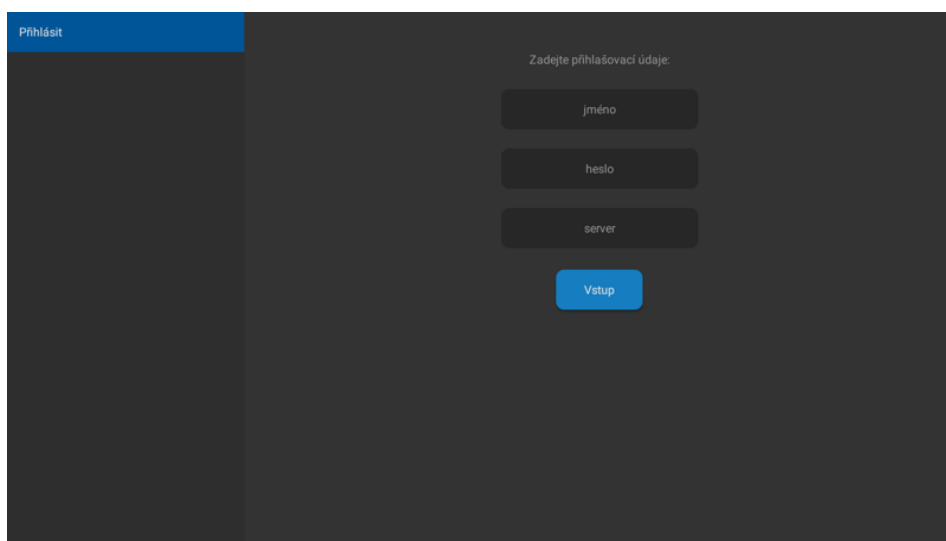 Přihlásit
Zadejte přihlašovací údaje:
jméno
heslo
server
Vstup